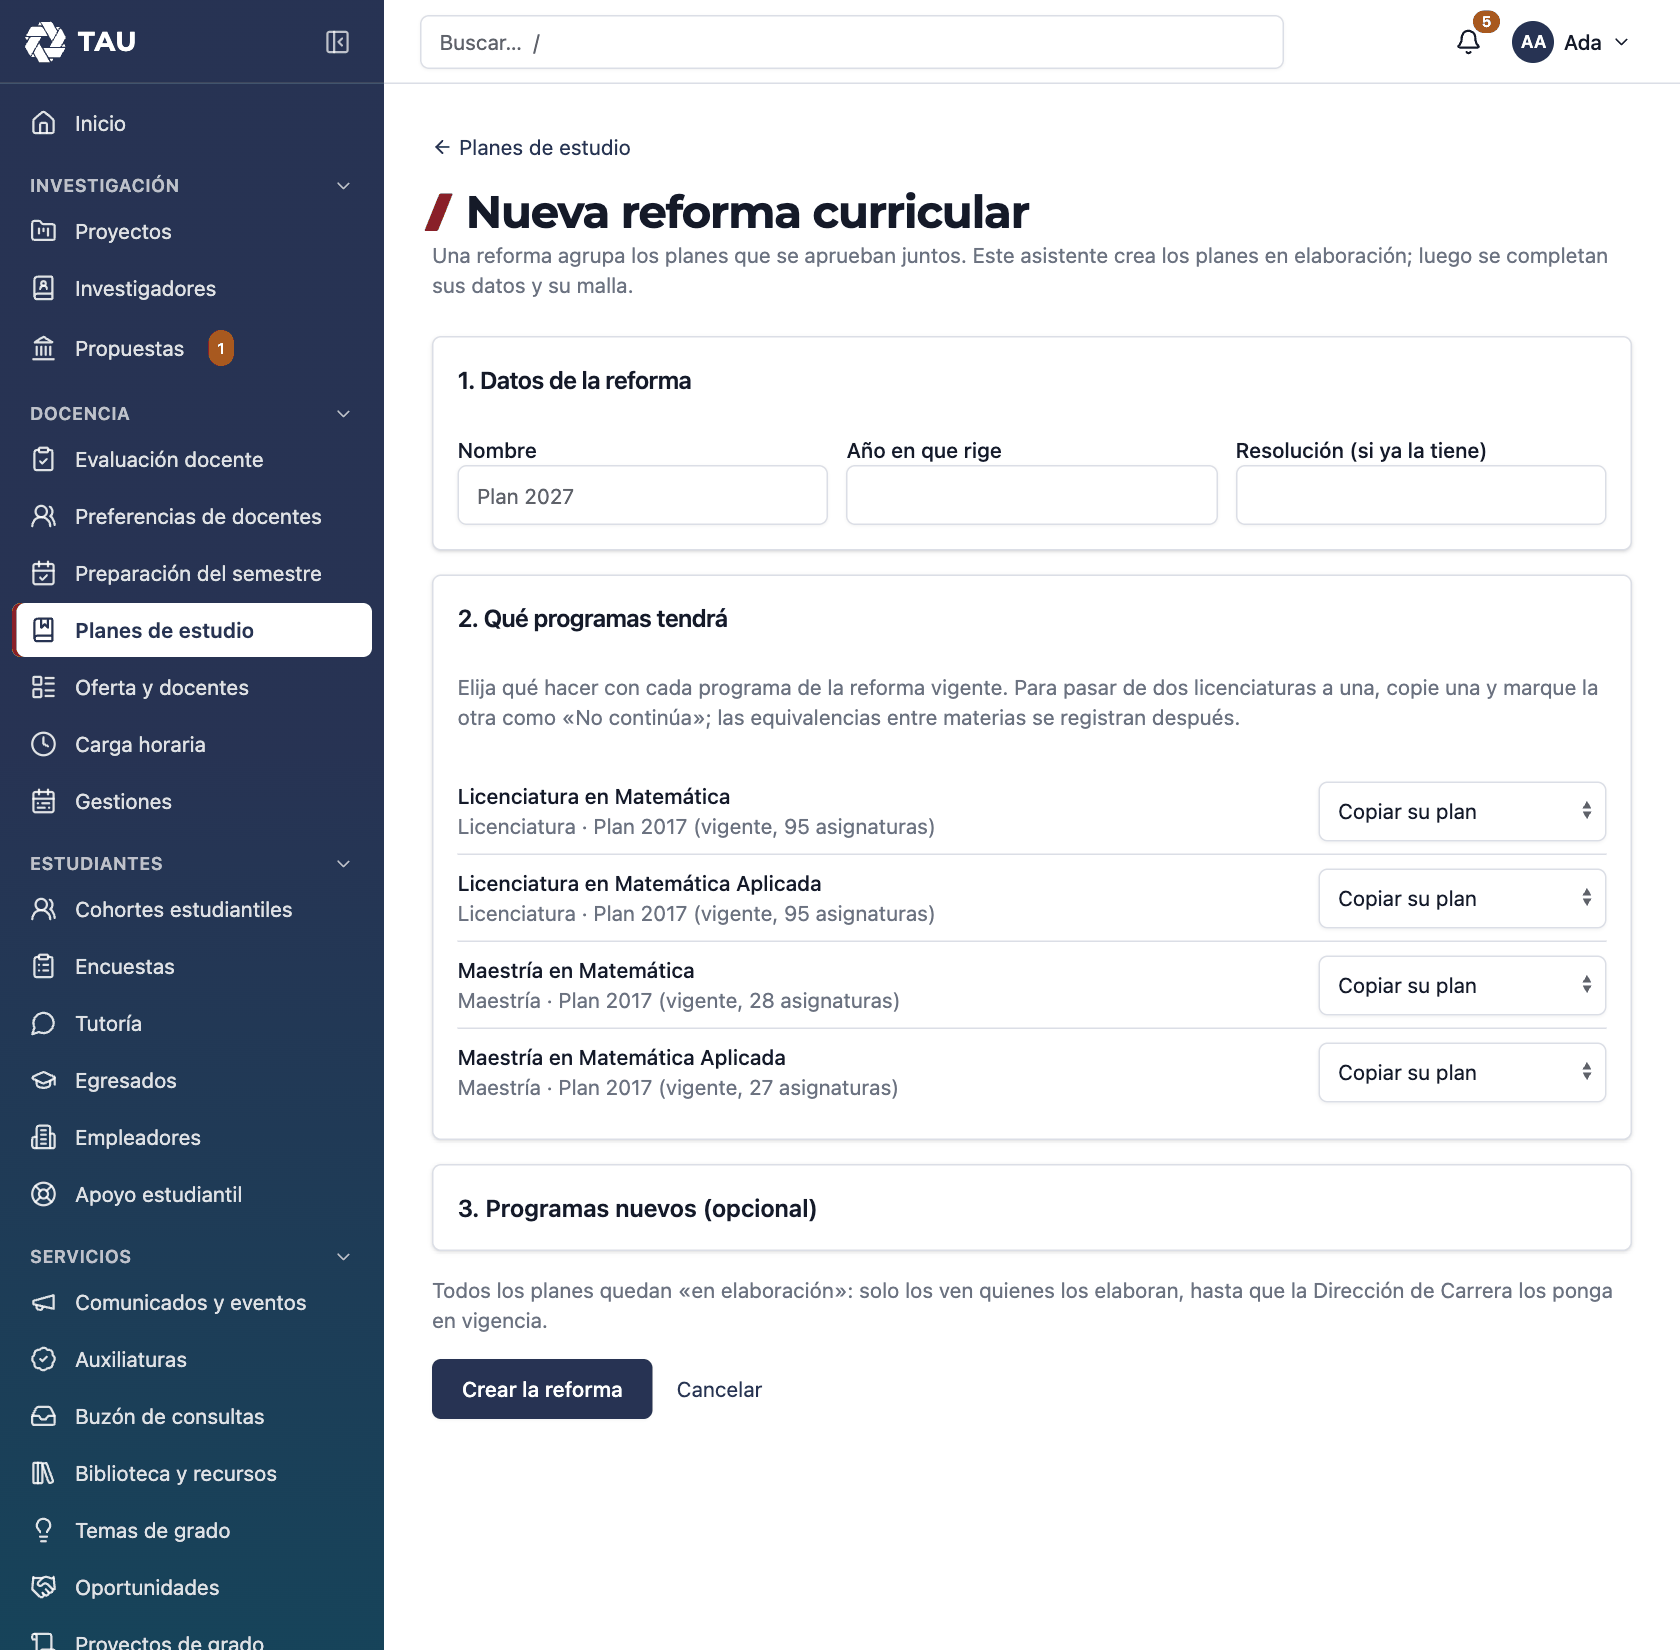 TAU
Buscar... /
5
AA
Ada
Inicio
INVESTIGACIÓN
Proyectos
Investigadores
Propuestas
1
DOCENCIA
Evaluación docente
Preferencias de docentes
Preparación del semestre
Planes de estudio
Oferta y docentes
Carga horaria
Gestiones
ESTUDIANTES
Cohortes estudiantiles
Encuestas
Tutoría
Egresados
Empleadores
Apoyo estudiantil
SERVICIOS
Comunicados y eventos
Auxiliaturas
Buzón de consultas
Biblioteca y recursos
Temas de grado
Oportunidades
Proyectos de grado
← Planes de estudio
Nueva reforma curricular
Una reforma agrupa los planes que se aprueban juntos. Este asistente crea los planes en elaboración; luego se completan
sus datos y su malla.
1. Datos de la reforma
Nombre
Plan 2027
Año en que rige
Resolución (si ya la tiene)
2. Qué programas tendrá
Elija qué hacer con cada programa de la reforma vigente. Para pasar de dos licenciaturas a una, copie una y marque la
otra como «No continúa»; las equivalencias entre materias se registran después.
Licenciatura en Matemática
Licenciatura · Plan 2017 (vigente, 95 asignaturas)
Copiar su plan
Licenciatura en Matemática Aplicada
Licenciatura · Plan 2017 (vigente, 95 asignaturas)
Copiar su plan
Maestría en Matemática
Maestría · Plan 2017 (vigente, 28 asignaturas)
Copiar su plan
Maestría en Matemática Aplicada
Maestría · Plan 2017 (vigente, 27 asignaturas)
Copiar su plan
3. Programas nuevos (opcional)
Todos los planes quedan «en elaboración»: solo los ven quienes los elaboran, hasta que la Dirección de Carrera los ponga
en vigencia.
Crear la reforma
Cancelar